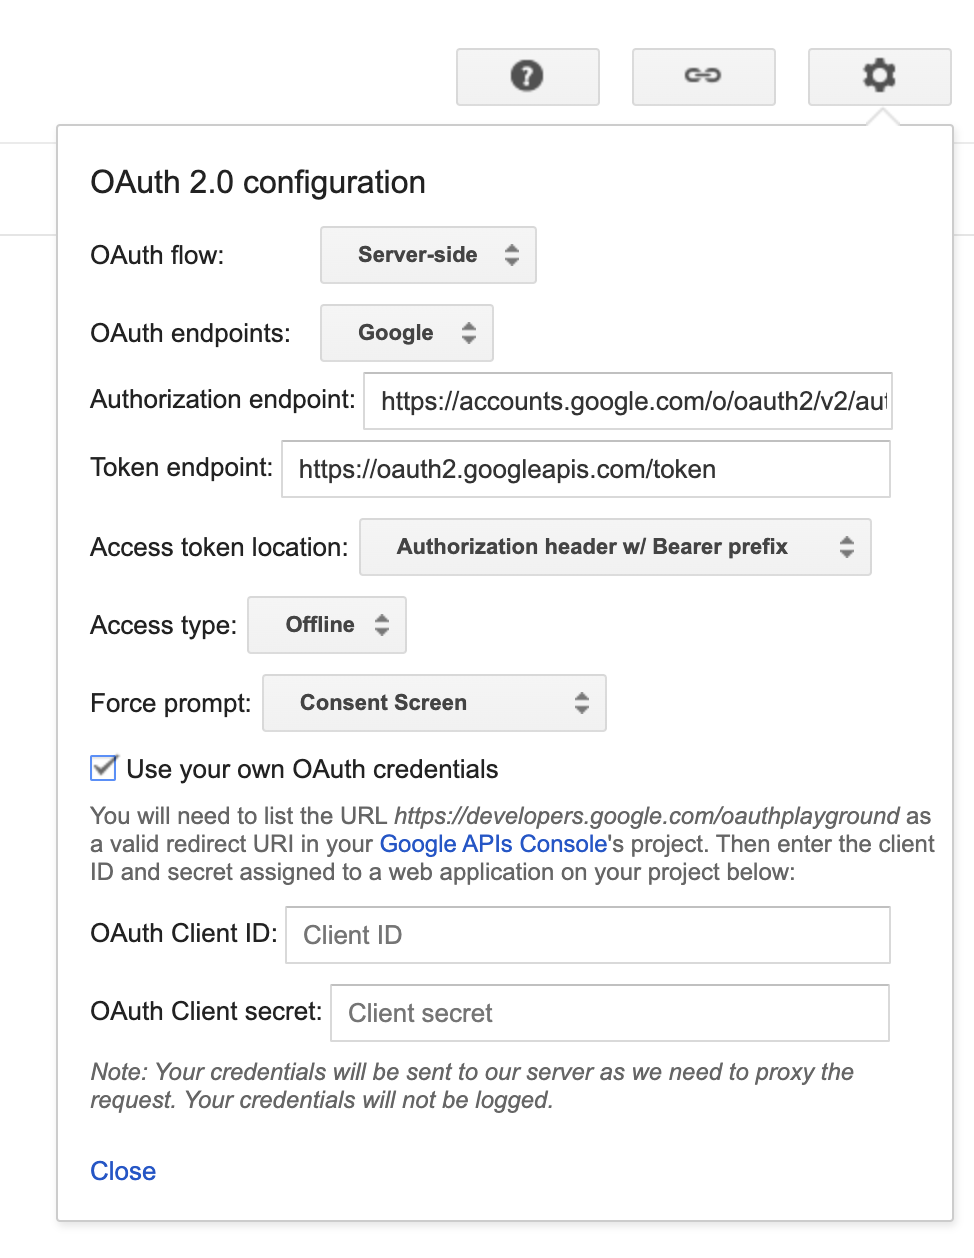 OAuth 2.0 configuration
OAuth flow: Server-side
OAuth endpoints: Google
Authorization endpoint: https://accounts.google.com/o/oauth2/v2/aut
Token endpoint: https://oauth2.googleapis.com/token
Access token location: Authorization header w/ Bearer prefix
Access type: Offline
Force prompt: Consent Screen
Use your own OAuth credentials
You will need to list the URL https://developers.google.com/oauthplayground as
a valid redirect URI in your Google APIs Console's project. Then enter the client
ID and secret assigned to a web application on your project below:
OAuth Client ID: Client ID
OAuth Client secret: Client secret
Note: Your credentials will be sent to our server as we need to proxy the
request. Your credentials will not be logged.
Close